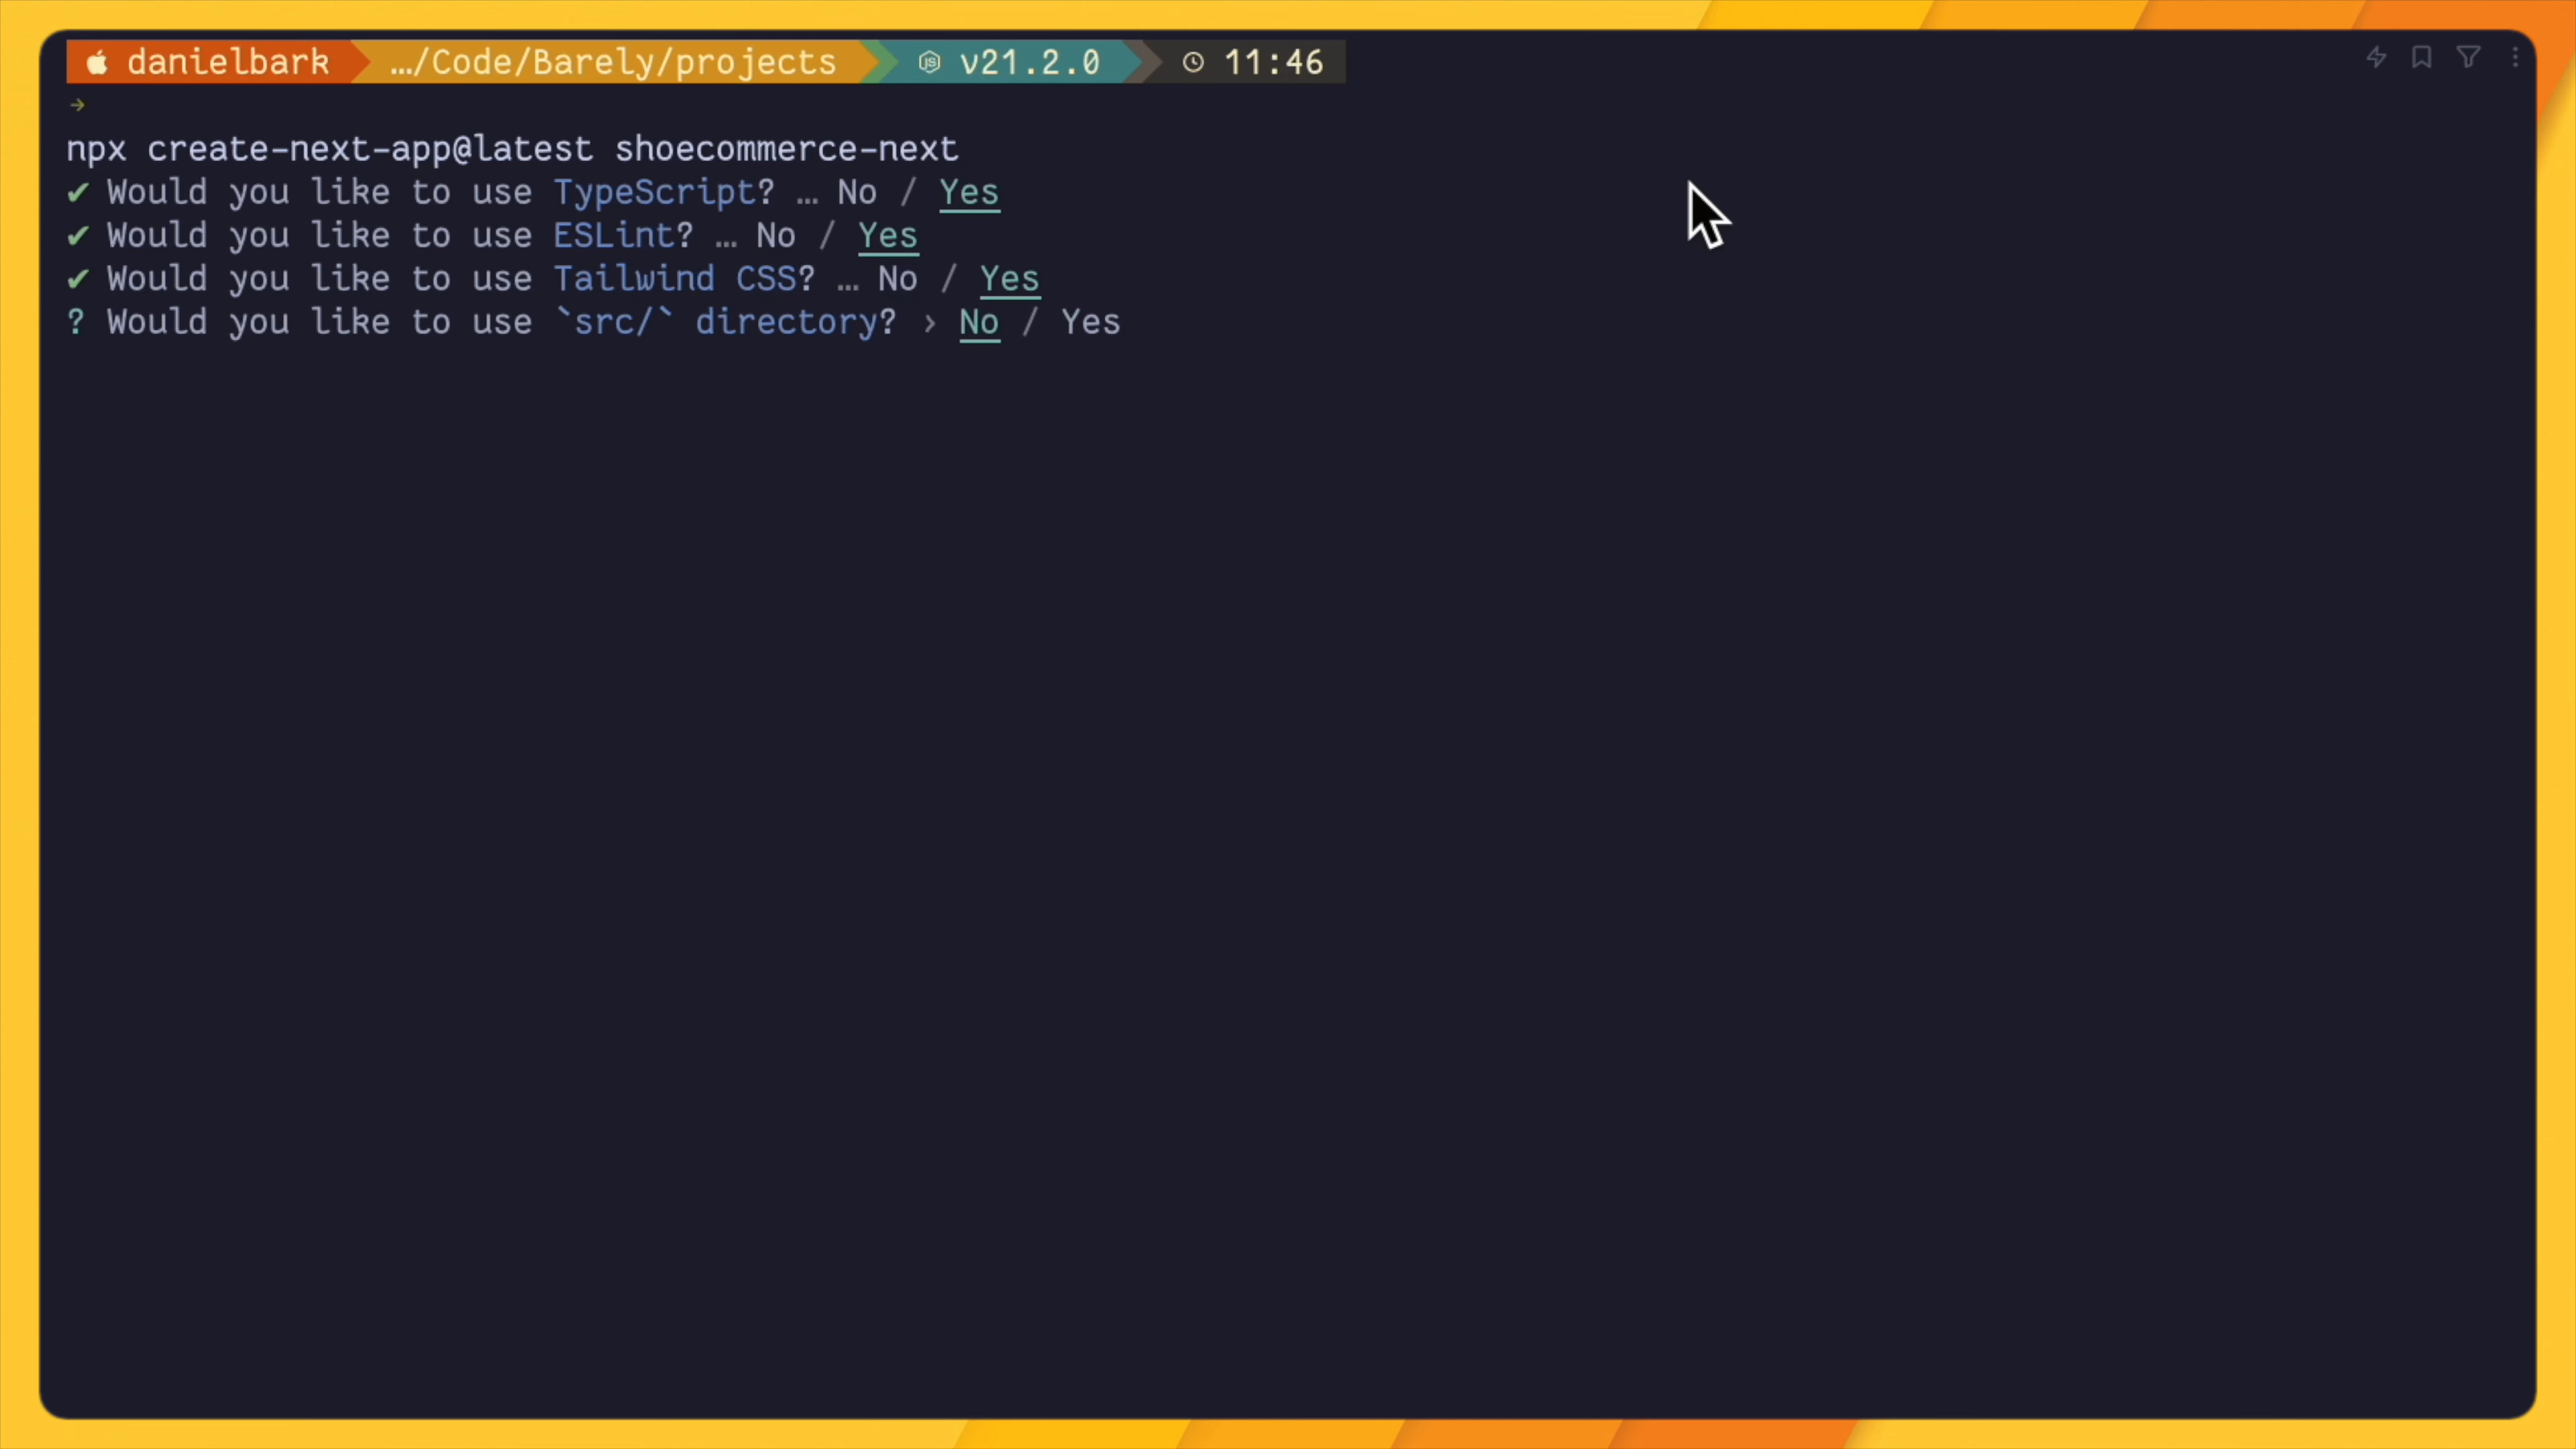 danielbark …/Code/Barely/projects v21.2.0 11:46
→
npx create-next-app@latest shoecommerce-next
✔ Would you like to use TypeScript? … No / Yes
✔ Would you like to use ESLint? … No / Yes
✔ Would you like to use Tailwind CSS? … No / Yes
? Would you like to use `src/` directory? › No / Yes